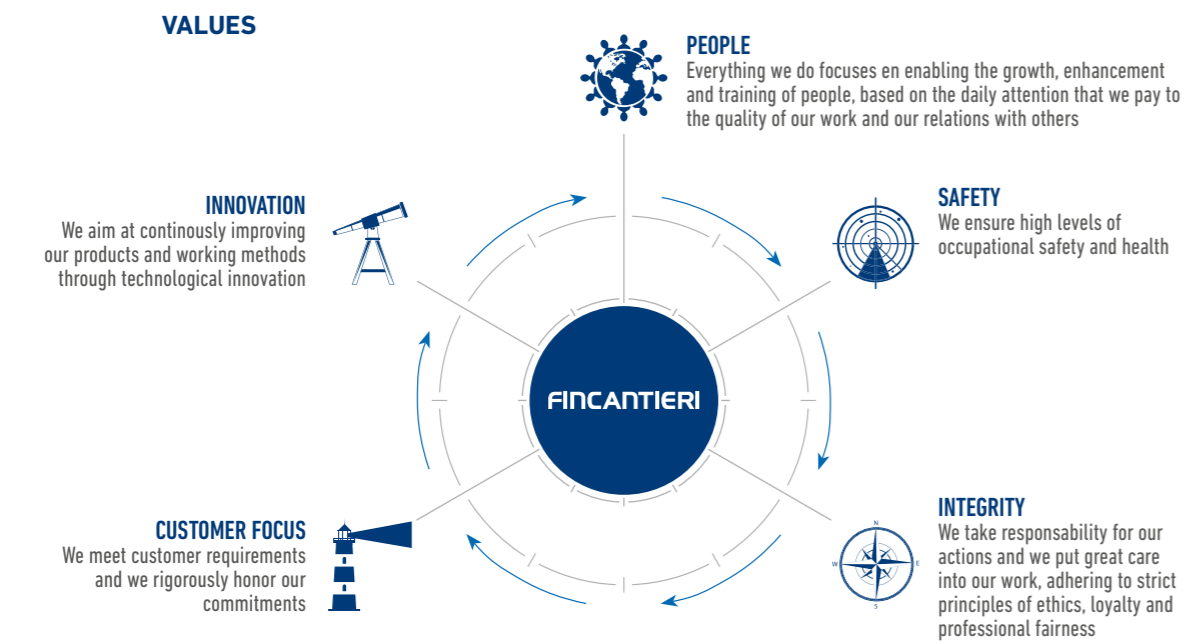 VALUES
PEOPLE
Everything we do focuses en enabling the growth, enhancement
and training of people, based on the daily attention that we pay to
the quality of our work and our relations with others
INNOVATION
We aim at continously improving
our products and working methods
through technological innovation
SAFETY
We ensure high levels of
occupational safety and health
FINCANTIERI
CUSTOMER FOCUS
We meet customer requirements
and we rigorously honor our
commitments
INTEGRITY
We take responsability for our
actions and we put great care
into our work, adhering to strict
principles of ethics, loyalty and
professional fairness
N
W
E
S